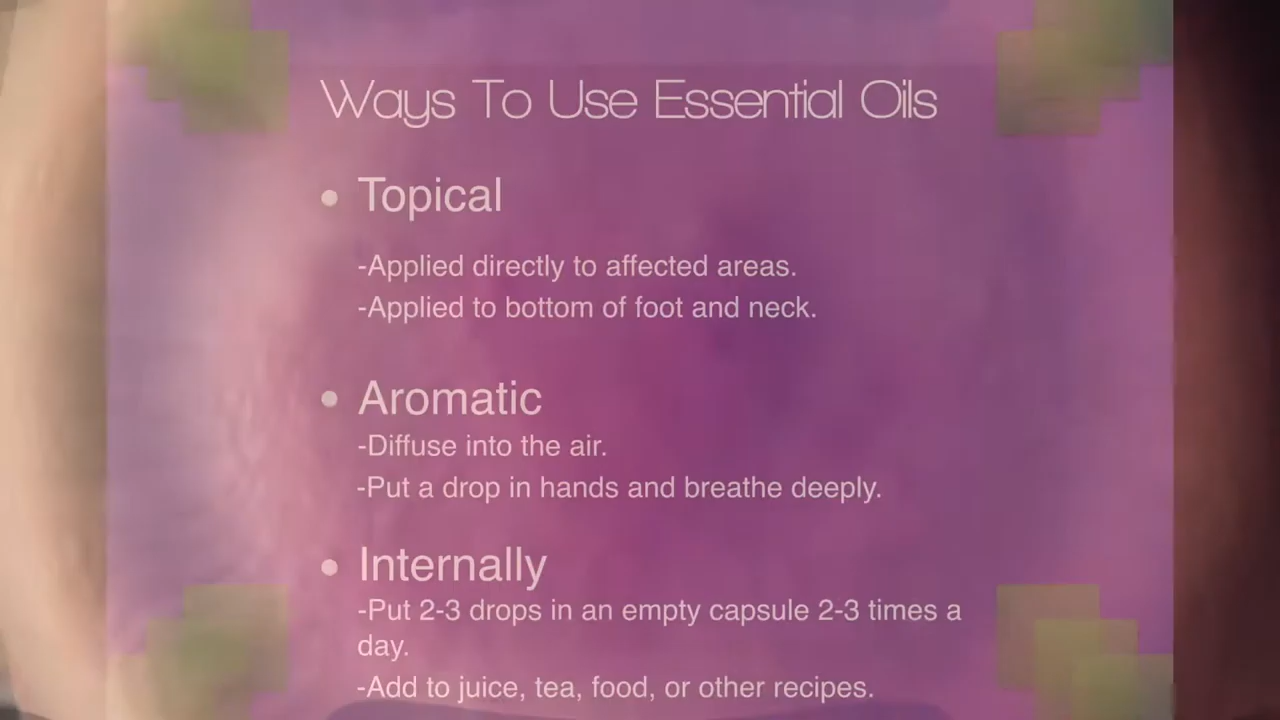 Ways To Use Essential Oils
• Topical
-Applied directly to affected areas.
-Applied to bottom of foot and neck.
• Aromatic
-Diffuse into the air.
-Put a drop in hands and breathe deeply.
• Internally
-Put 2-3 drops in an empty capsule 2-3 times a
day.
-Add to juice, tea, food, or other recipes.